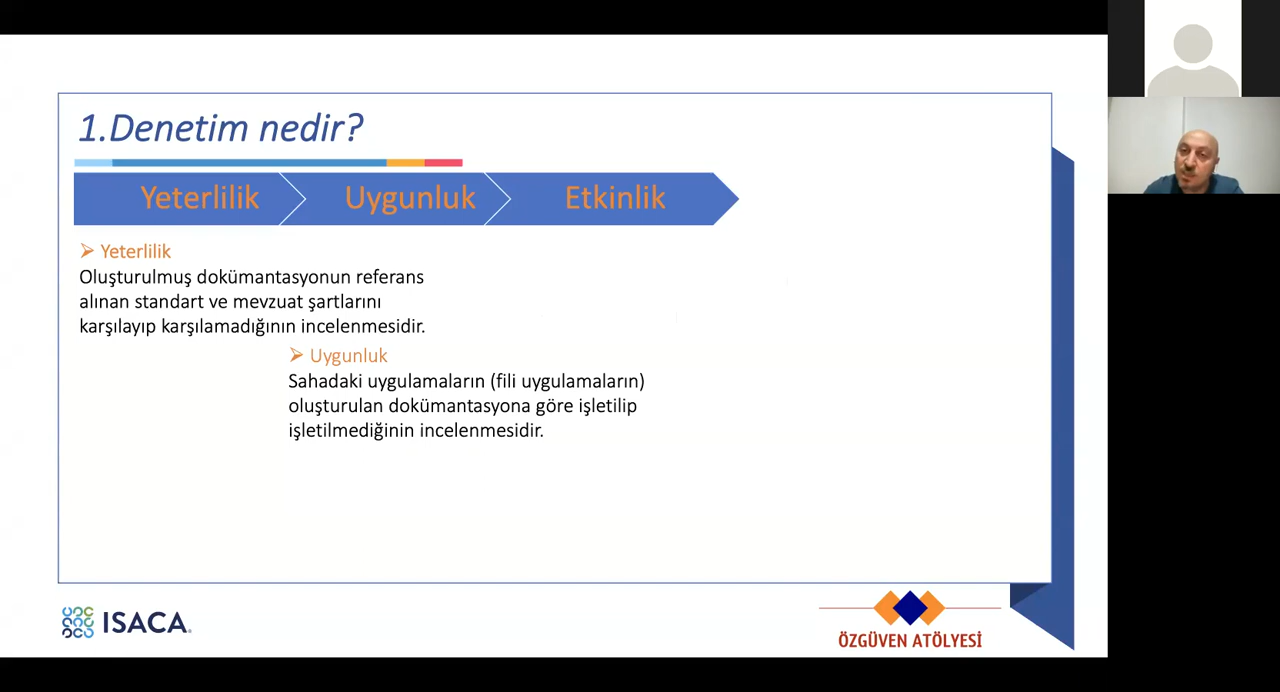 1.Denetim nedir?
Yeterlilik
Uygunluk
Etkinlik
Yeterlilik
Oluşturulmuş dokümantasyonun referans
alınan standart ve mevzuat şartlarını
karşılayıp karşılamadığının incelenmesidir.
Uygunluk
Sahadaki uygulamaların (fili uygulamaların)
oluşturulan dokümantasyona göre işletilip
işletilmediğinin incelenmesidir.
ISACA®
ÖZGÜVEN ATÖLYESİ